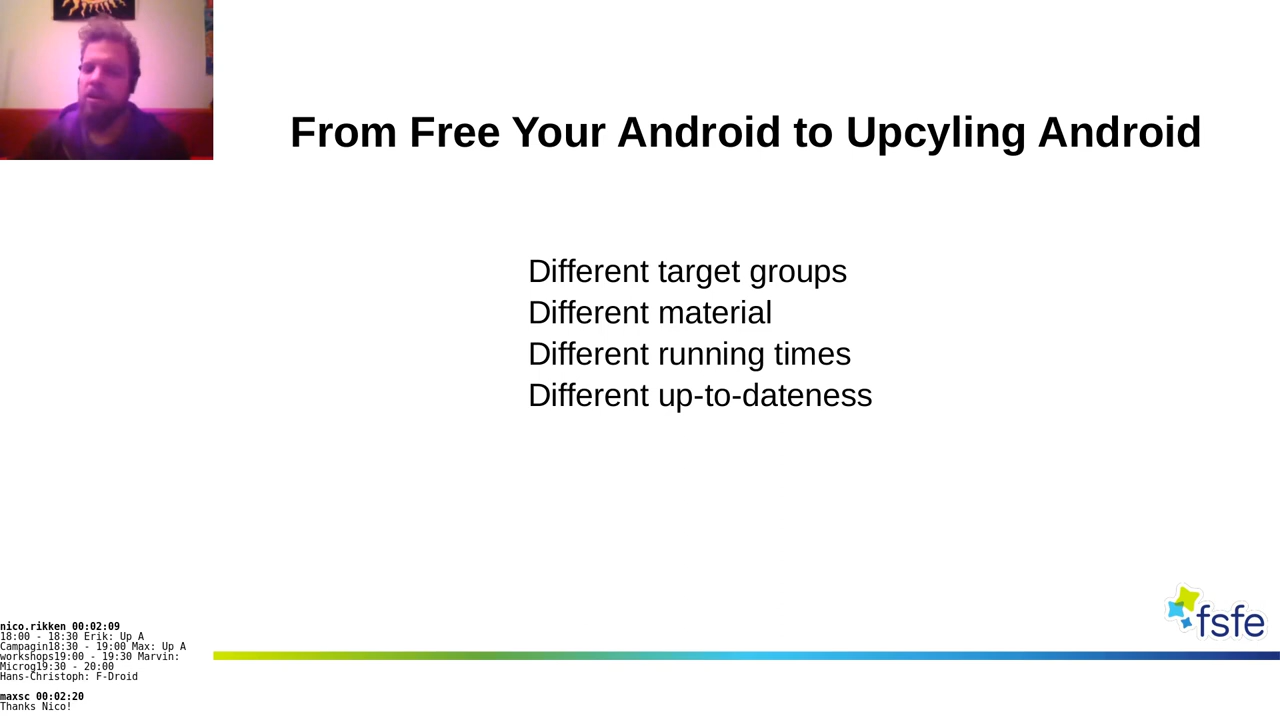 From Free Your Android to Upcyling Android
Different target groups
Different material
Different running times
Different up-to-dateness
fsfe
nico.rikken 00:02:09
18:00 - 18:30 Erik: Up A
Campagin18:30 - 19:00 Max: Up A
workshops19:00 - 19:30 Marvin:
Microg19:30 - 20:00
Hans-Christoph: F-Droid
maxsc 00:02:20
Thanks Nico!